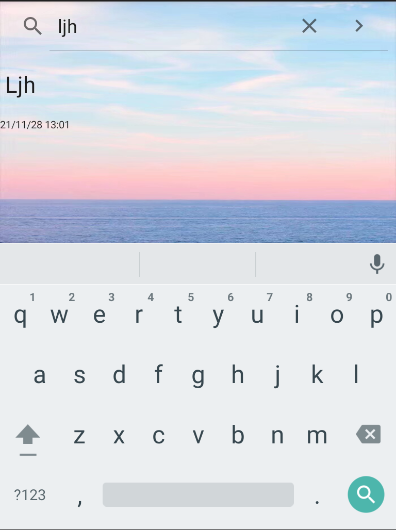 ljh
Ljh
21/11/28 13:01
1 2 3 4 5 6 7 8 9 0
q w e r t y u i o p
a s d f g h j k l
z x c v b n m
?123 , .